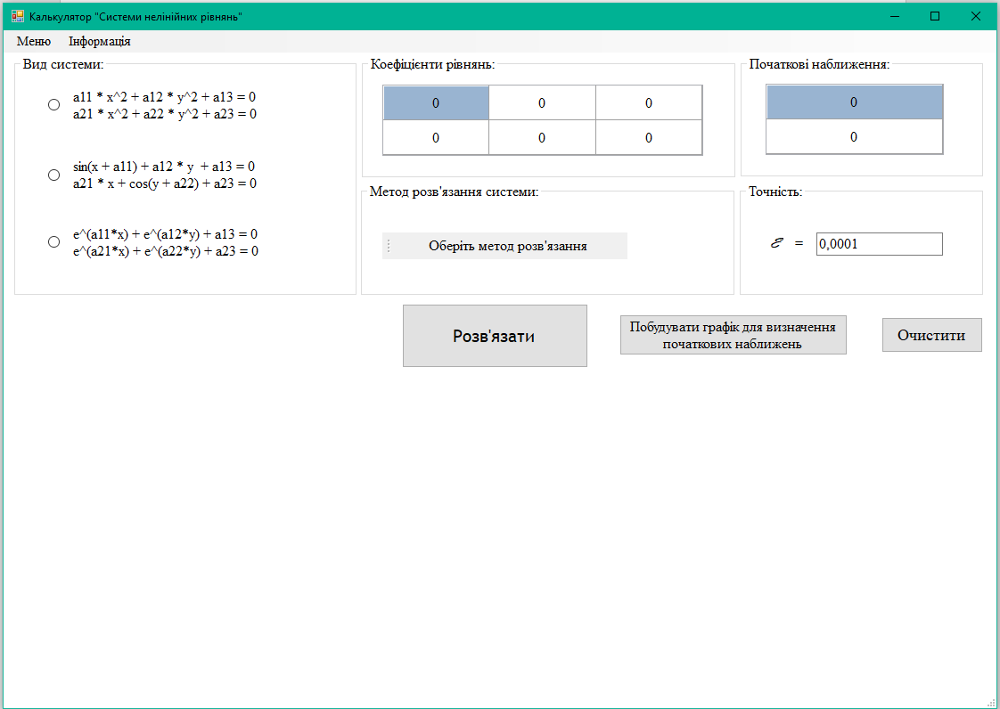 Калькулятор "Системи нелінійних рівнянь"
Меню Інформація
Вид системи:
a11 * x^2 + a12 * y^2 + a13 = 0
a21 * x^2 + a22 * y^2 + a23 = 0
sin(x + a11) + a12 * y + a13 = 0
a21 * x + cos(y + a22) + a23 = 0
e^(a11*x) + e^(a12*y) + a13 = 0
e^(a21*x) + e^(a22*y) + a23 = 0
Коефіцієнти рівнянь:
0 0 0
0 0 0
Початкові наближення:
0
0
Метод розв'язання системи:
Оберіть метод розв'язання
Точність:
ℰ = 0,0001
Розв'язати
Побудувати графік для визначення
початкових наближень
Очистити